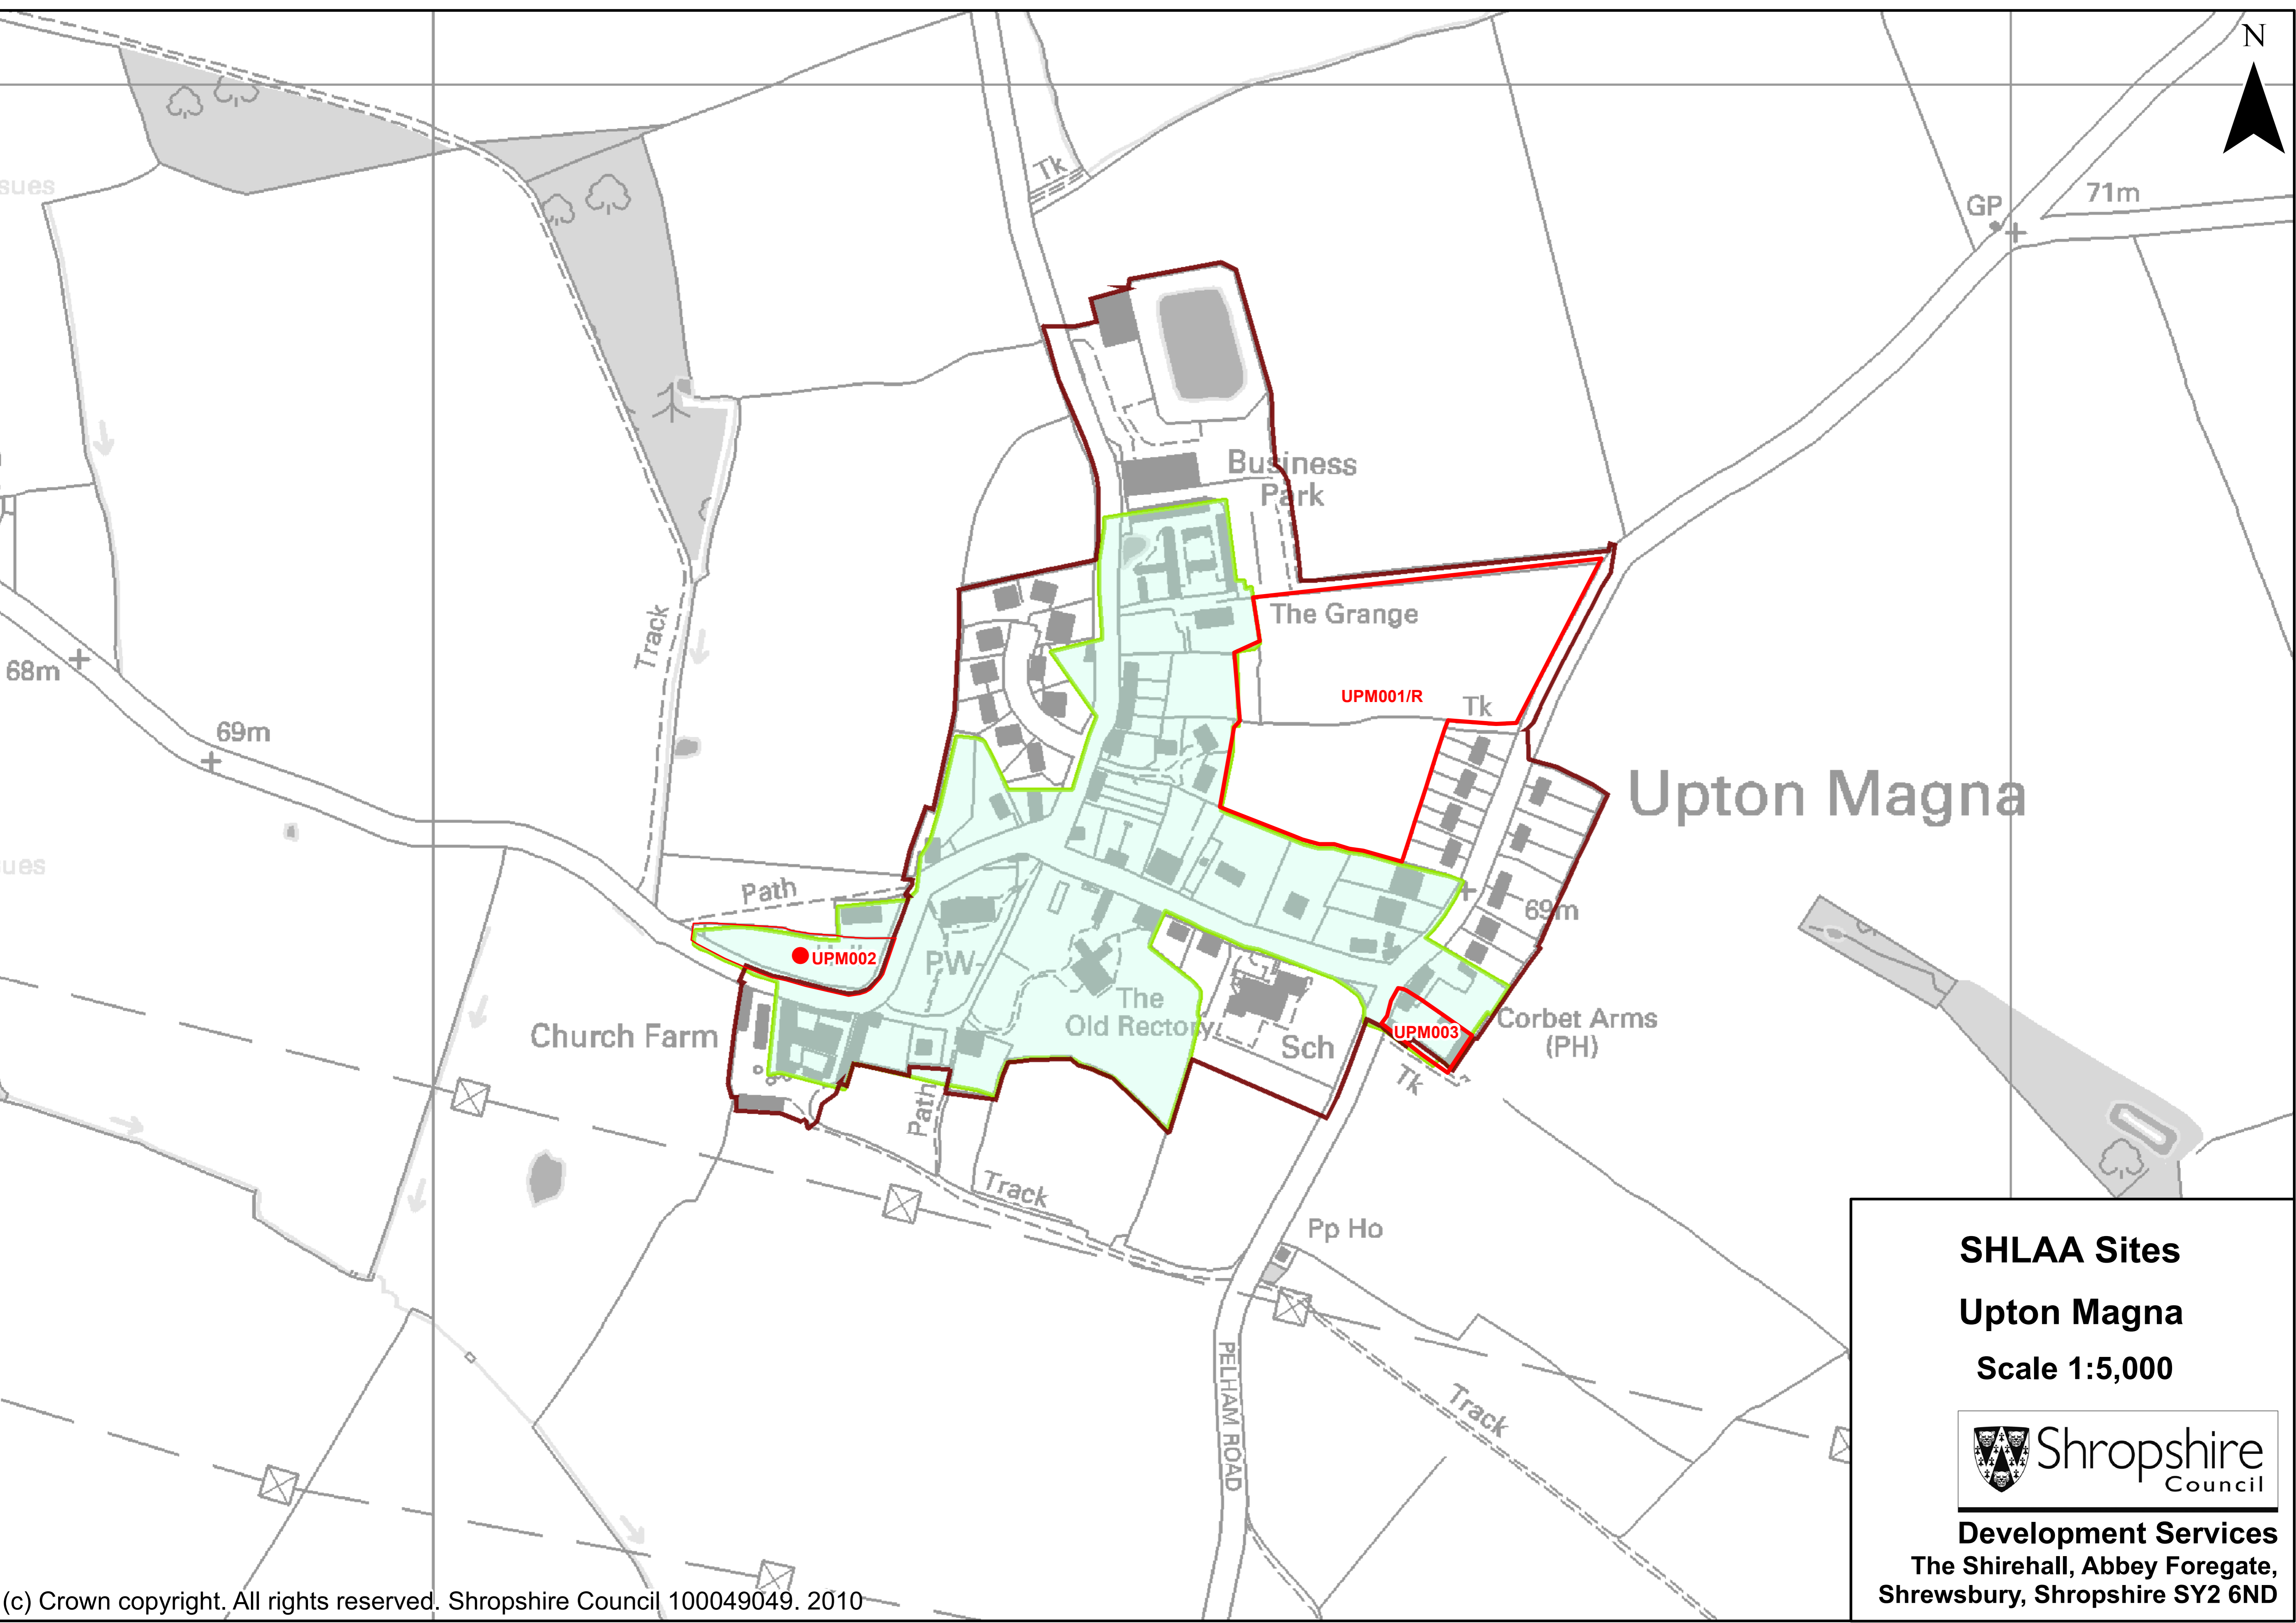 N
Tk
GP
71m
sues
Business
Park
The Grange
Track
68m
UPM001/R
Tk
69m
Upton Magna
ues
Path
69m
UPM002
PW
The
Old Rectory
Church Farm
Sch
UPM003
Corbet Arms
(PH)
Tk
Path
Track
Pp Ho
PELHAM ROAD
Track
SHLAA Sites
Upton Magna
Scale 1:5,000
Shropshire
Council
Development Services
The Shirehall, Abbey Foregate,
Shrewsbury, Shropshire SY2 6ND
(c) Crown copyright. All rights reserved. Shropshire Council 100049049. 2010